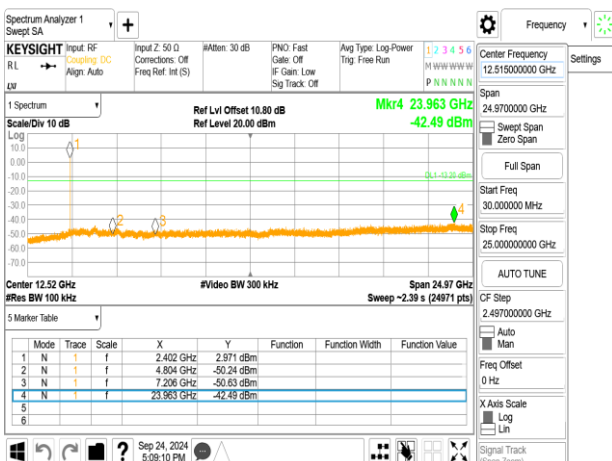 Spectrum Analyzer 1
Swept SA
+
Frequency
KEYSIGHT
Input: RF
Coupling: DC
Align: Auto
Input Z: 50 Ω
Corrections: Off
Freq Ref: Int (S)
#Atten: 30 dB
PNO: Fast
Gate: Off
IF Gain: Low
Sig Track: Off
Avg Type: Log-Power
Trig: Free Run
1 2 3 4 5 6
M W W W W W
P N N N N N
RL
LXI
1 Spectrum
Scale/Div 10 dB
Ref Lvl Offset 10.80 dB
Ref Level 20.00 dBm
Mkr4 23.963 GHz
-42.49 dBm
Log
10.0
0.00
-10.0
-20.0
-30.0
-40.0
-50.0
-60.0
-70.0
1
2
3
4
Center 12.52 GHz
#Res BW 100 kHz
#Video BW 300 kHz
Span 24.97 GHz
Sweep ~2.39 s (24971 pts)
5 Marker Table
Mode Trace Scale X Y Function Function Width Function Value
1 N 1 f 2.402 GHz 2.971 dBm
2 N 1 f 4.804 GHz -50.24 dBm
3 N 1 f 7.206 GHz -50.63 dBm
4 N 1 f 23.963 GHz -42.49 dBm
5
6
?
Sep 24, 2024
5:09:10 PM
Center Frequency
12.515000000 GHz
Settings
Span
24.9700000 GHz
Swept Span
Zero Span
Full Span
Start Freq
30.000000 MHz
Stop Freq
25.000000000 GHz
AUTO TUNE
CF Step
2.497000000 GHz
Auto
Man
Freq Offset
0 Hz
X Axis Scale
Log
Lin
Signal Track